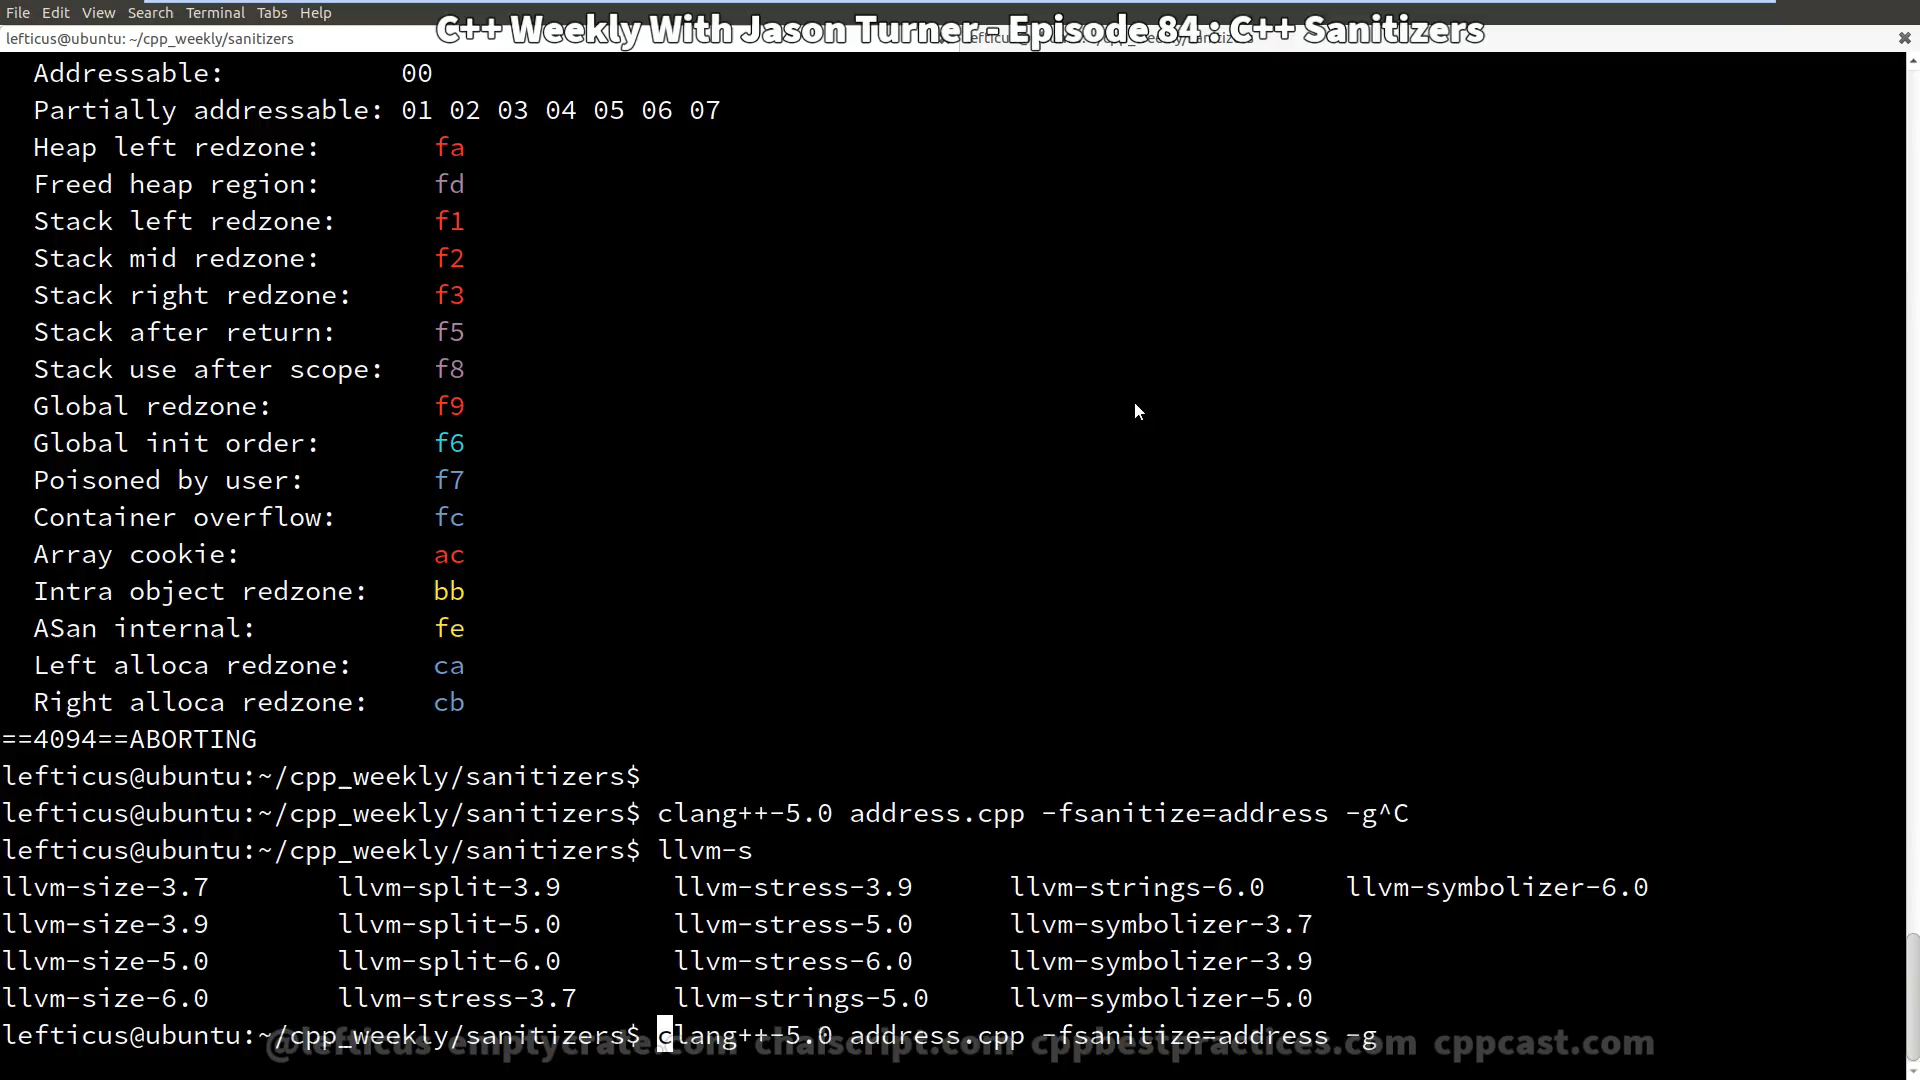 File Edit View Search Terminal Tabs Help
C++ Weekly With Jason Turner - Episode 84 : C++ Sanitizers
lefticus@ubuntu: ~/cpp_weekly/sanitizers
Addressable: 00
Partially addressable: 01 02 03 04 05 06 07
Heap left redzone: fa
Freed heap region: fd
Stack left redzone: f1
Stack mid redzone: f2
Stack right redzone: f3
Stack after return: f5
Stack use after scope: f8
Global redzone: f9
Global init order: f6
Poisoned by user: f7
Container overflow: fc
Array cookie: ac
Intra object redzone: bb
ASan internal: fe
Left alloca redzone: ca
Right alloca redzone: cb
==4094==ABORTING
lefticus@ubuntu:~/cpp_weekly/sanitizers$
lefticus@ubuntu:~/cpp_weekly/sanitizers$ clang++-5.0 address.cpp -fsanitize=address -g^C
lefticus@ubuntu:~/cpp_weekly/sanitizers$ llvm-s
llvm-size-3.7 llvm-split-3.9 llvm-stress-3.9 llvm-strings-6.0 llvm-symbolizer-6.0
llvm-size-3.9 llvm-split-5.0 llvm-stress-5.0 llvm-symbolizer-3.7
llvm-size-5.0 llvm-split-6.0 llvm-stress-6.0 llvm-symbolizer-3.9
llvm-size-6.0 llvm-stress-3.7 llvm-strings-5.0 llvm-symbolizer-5.0
lefticus@ubuntu:~/cpp_weekly/sanitizers$ clang++-5.0 address.cpp -fsanitize=address -g
@lefticus emptycrate.com chaiscript.com cppbestpractices.com cppcast.com